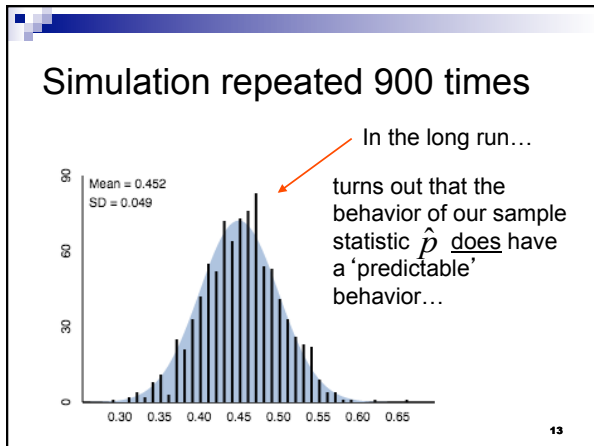 Simulation repeated 900 times
In the long run…
turns out that the
behavior of our sample
statistic p̂ does have
a ‘predictable’
behavior…
Mean = 0.452
SD = 0.049
90
60
30
0
0.30 0.35 0.40 0.45 0.50 0.55 0.60 0.65
13